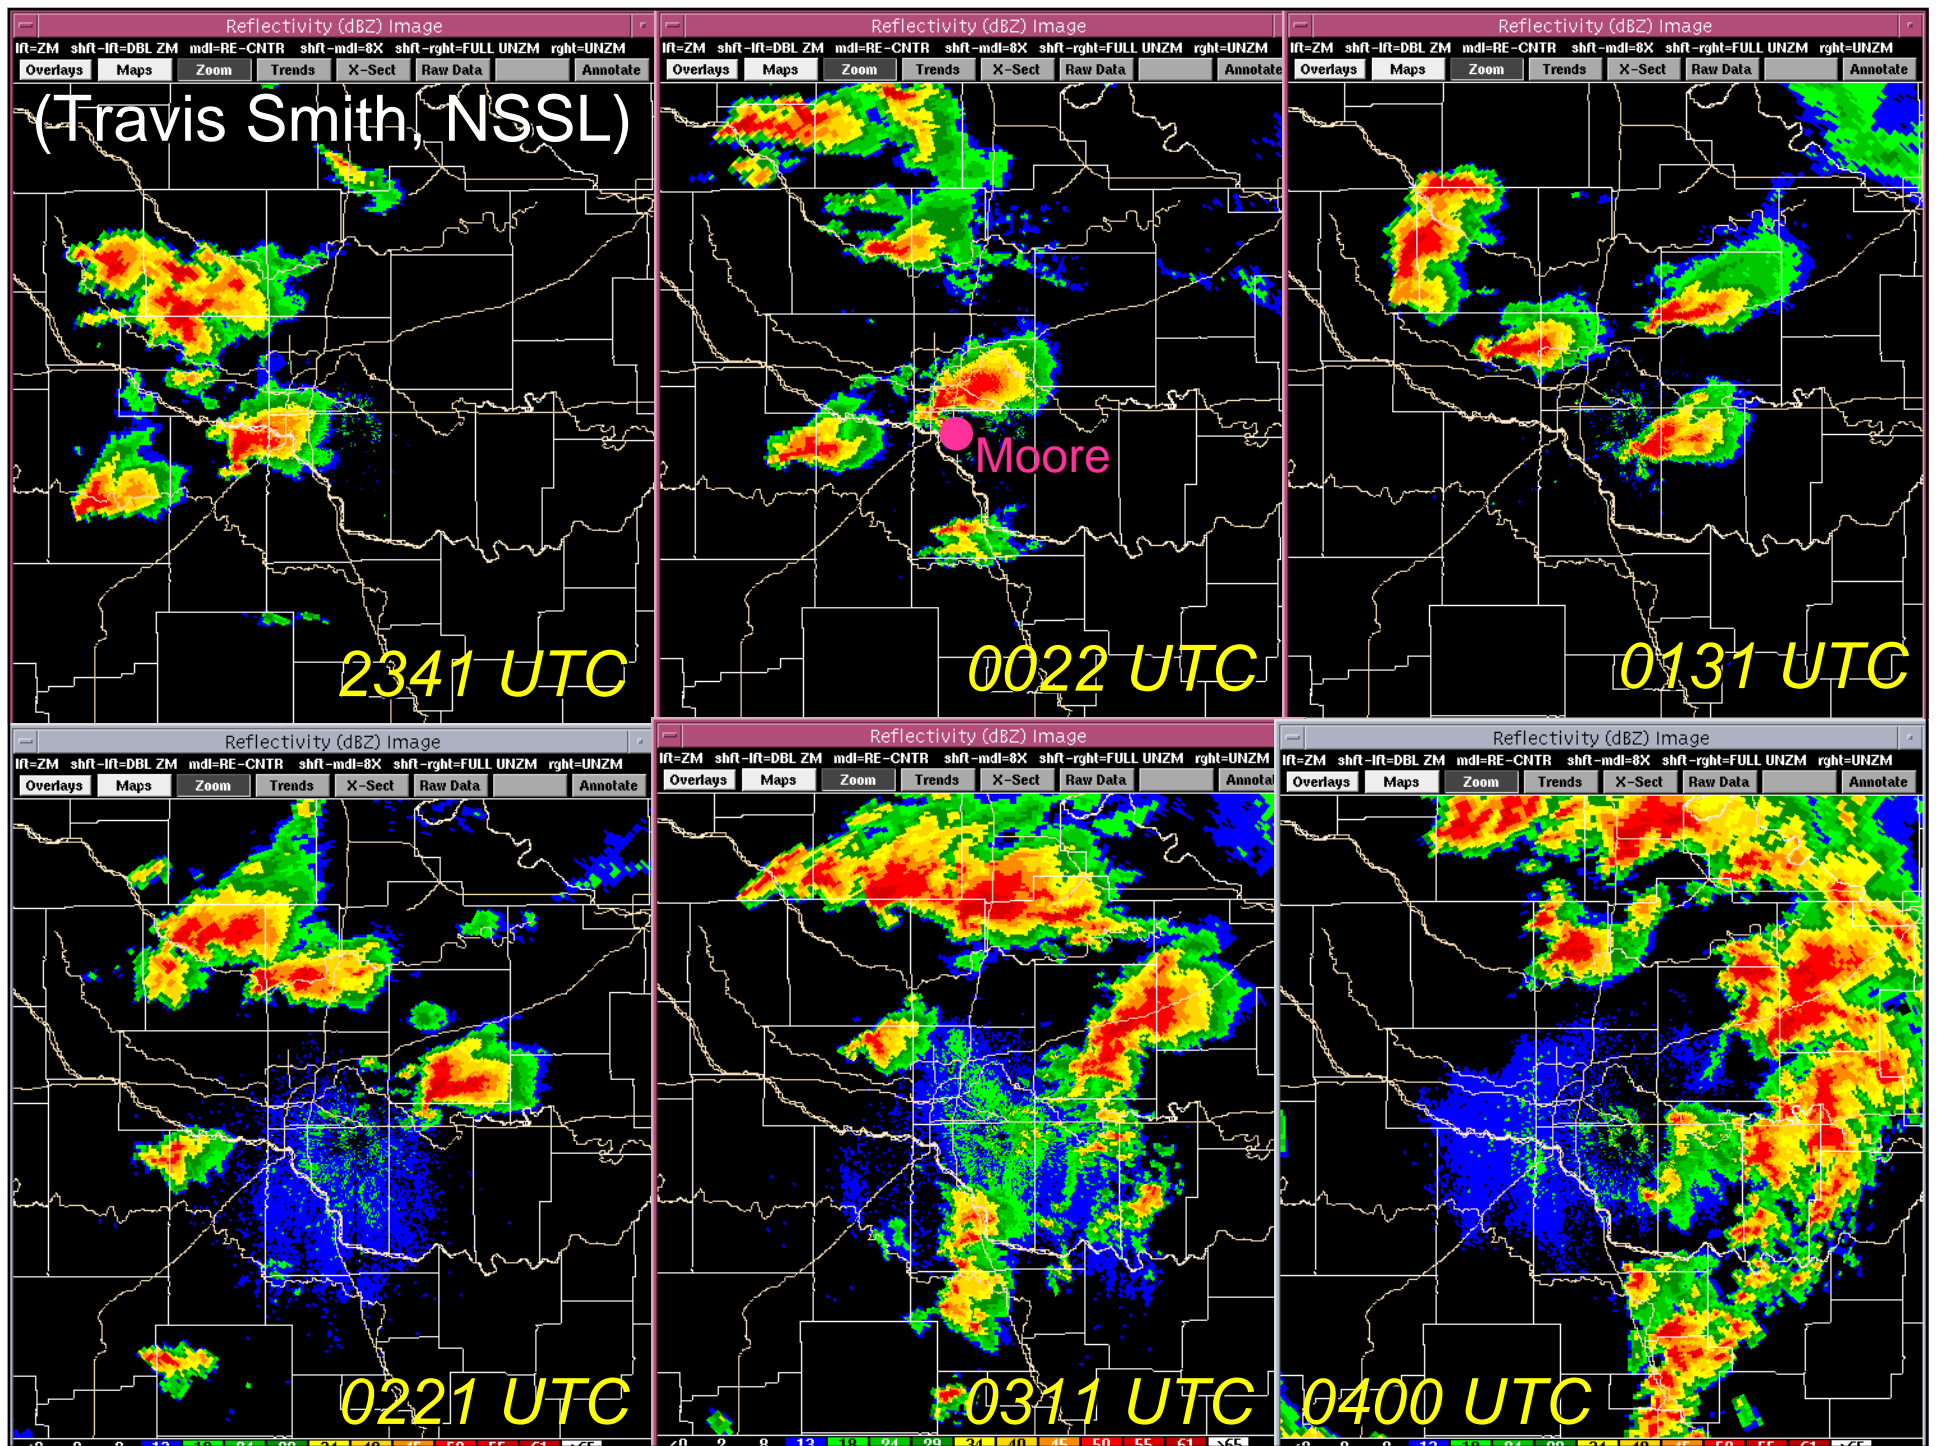 Reflectivity (dBZ) Image
lft=ZM shft-lft=DBL ZM mdl=RE-CNTR shft-mdl=8X shft-rght=FULL UNZM rght=UNZM
Overlays Maps Zoom Trends X-Sect Raw Data Annotate
(Travis Smith, NSSL)
2341 UTC
Reflectivity (dBZ) Image
lft=ZM shft-lft=DBL ZM mdl=RE-CNTR shft-mdl=8X shft-rght=FULL UNZM rght=UNZM
Overlays Maps Zoom Trends X-Sect Raw Data Annotate
Moore
0022 UTC
Reflectivity (dBZ) Image
lft=ZM shft-lft=DBL ZM mdl=RE-CNTR shft-mdl=8X shft-rght=FULL UNZM rght=UNZM
Overlays Maps Zoom Trends X-Sect Raw Data Annotate
0131 UTC
Reflectivity (dBZ) Image
lft=ZM shft-lft=DBL ZM mdl=RE-CNTR shft-mdl=8X shft-rght=FULL UNZM rght=UNZM
Overlays Maps Zoom Trends X-Sect Raw Data Annotate
0221 UTC
Reflectivity (dBZ) Image
lft=ZM shft-lft=DBL ZM mdl=RE-CNTR shft-mdl=8X shft-rght=FULL UNZM rght=UNZM
Overlays Maps Zoom Trends X-Sect Raw Data Annotat
0311 UTC
13 18 24 29 34 40 45 50 55 61 >65
Reflectivity (dBZ) Image
lft=ZM shft-lft=DBL ZM mdl=RE-CNTR shft-mdl=8X shft-rght=FULL UNZM rght=UNZM
Overlays Maps Zoom Trends X-Sect Raw Data Annotate
0400 UTC